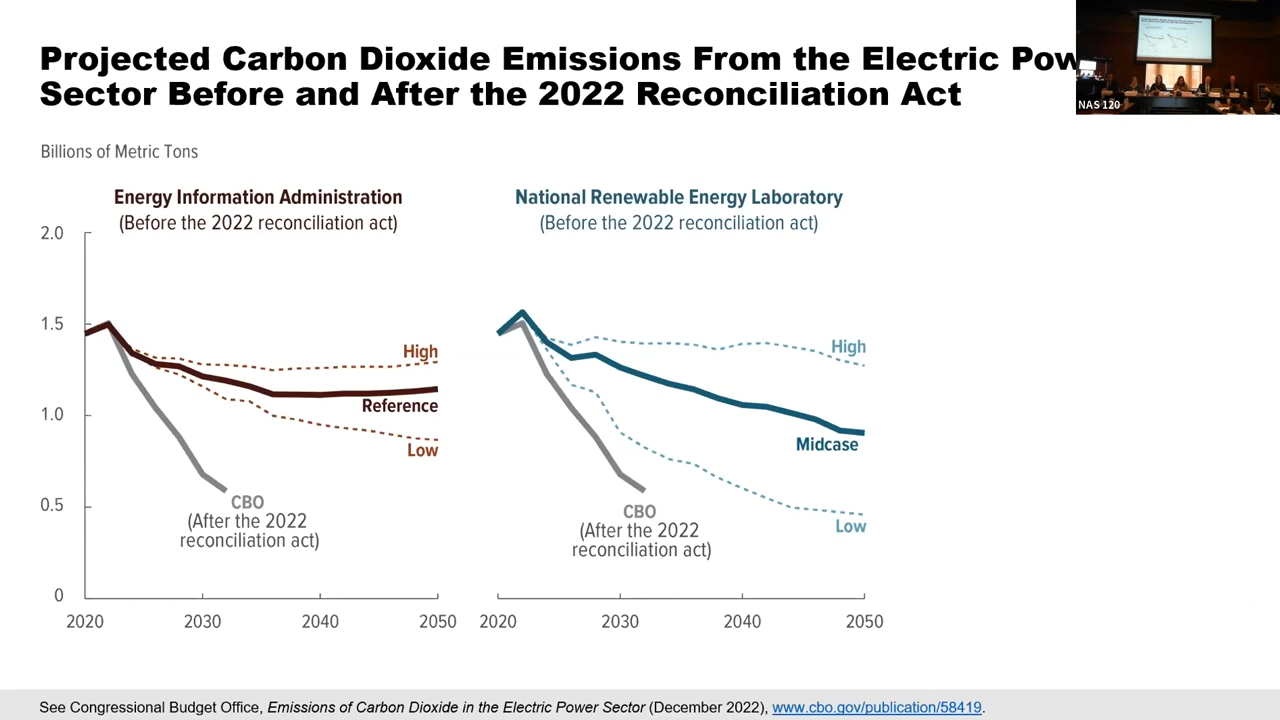 Projected Carbon Dioxide Emissions From the Electric Pow
Sector Before and After the 2022 Reconciliation Act
NAS 120
Billions of Metric Tons
Energy Information Administration
(Before the 2022 reconciliation act)
2.0
1.5
1.0
0.5
0
High
Reference
Low
CBO
(After the 2022
reconciliation act)
2020
2030
2040
2050
National Renewable Energy Laboratory
(Before the 2022 reconciliation act)
High
Midcase
Low
CBO
(After the 2022
reconciliation act)
2020
2030
2040
2050
See Congressional Budget Office, Emissions of Carbon Dioxide in the Electric Power Sector (December 2022), www.cbo.gov/publication/58419.